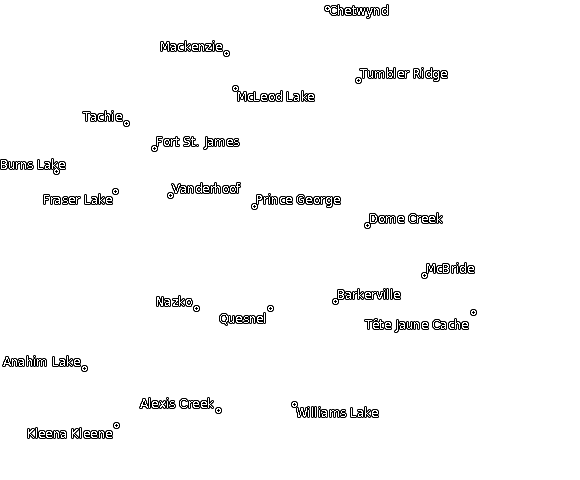 Chetwynd
Mackenzie
Tumbler Ridge
McLeod Lake
Tachie
Fort St. James
Burns Lake
Vanderhoof
Fraser Lake
Prince George
Dome Creek
McBride
Barkerville
Nazko
Quesnel
Tête Jaune Cache
Anahim Lake
Alexis Creek
Williams Lake
Kleena Kleene